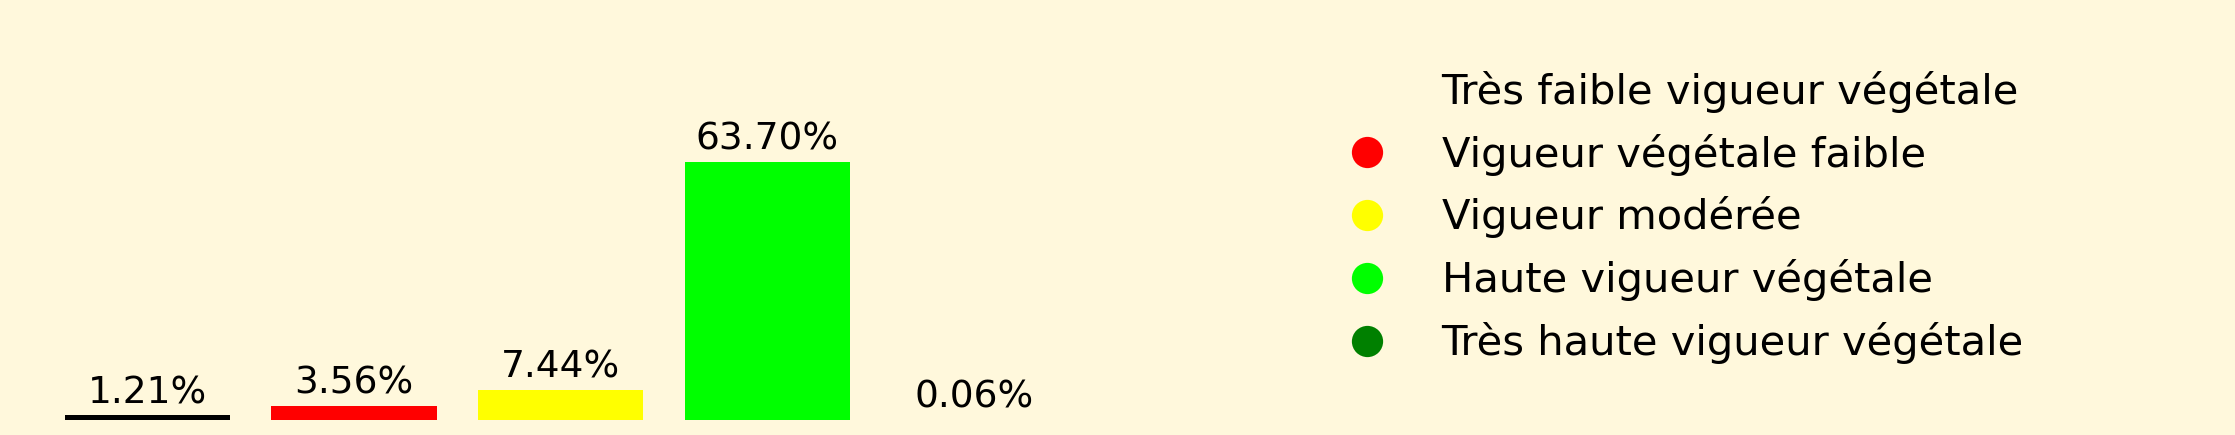 1.21%
3.56%
7.44%
63.70%
0.06%
Très faible vigueur végétale
Vigueur végétale faible
Vigueur modérée
Haute vigueur végétale
Très haute vigueur végétale